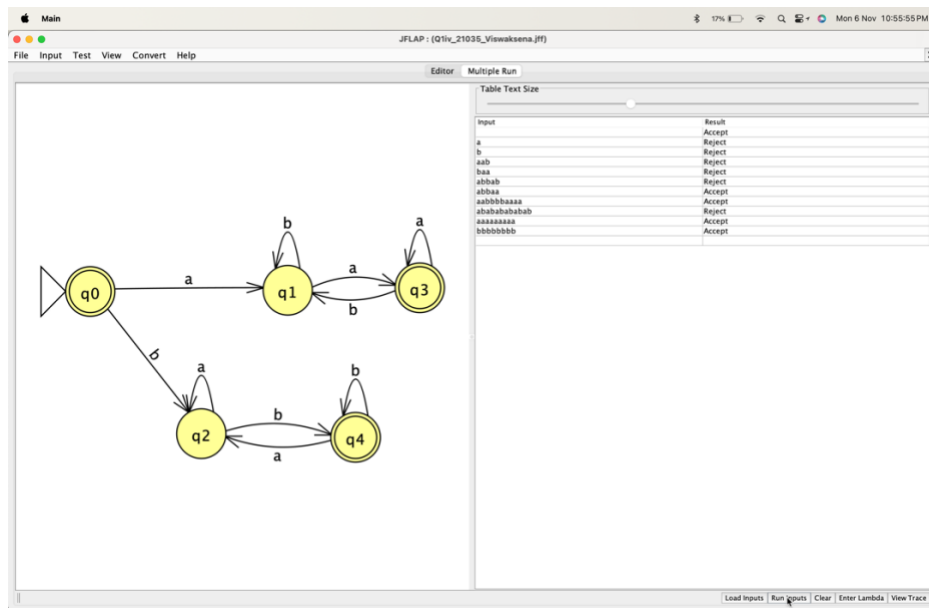 Main 17% Mon 6 Nov 10:55:55 PM
JFLAP : (Q1iv_21035_Viswaksena.jff)
File Input Test View Convert Help
Editor Multiple Run
Table Text Size
Input Result
Accept
a Reject
b Reject
aab Reject
baa Reject
abbab Reject
abbaa Accept
aabbbbaaaa Accept
abababababab Reject
aaaaaaaaa Accept
bbbbbbbbb Accept
b a
q0 a q1 a q3
b
b
a b
q2 b q4
a
Load Inputs Run Inputs Clear Enter Lambda View Trace